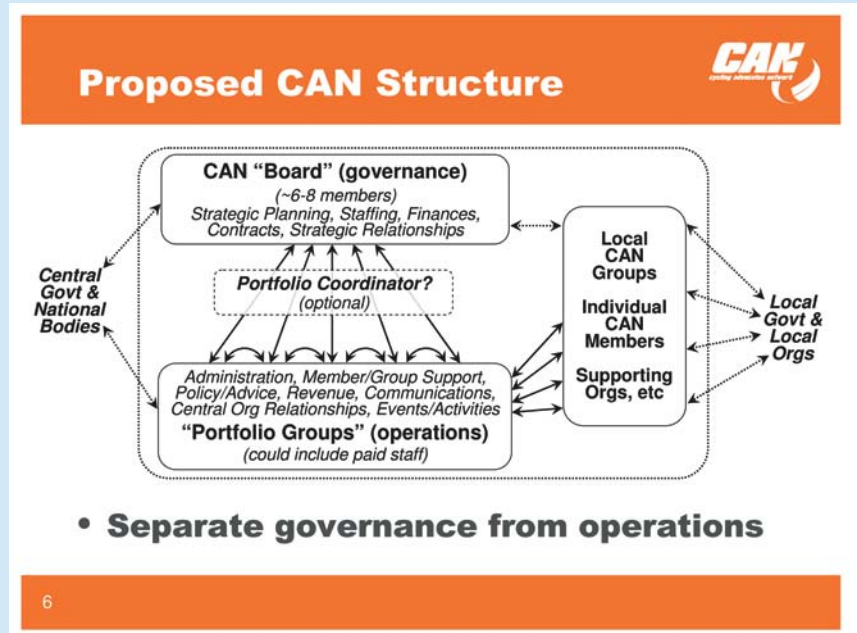 Proposed CAN Structure
CAN
cycling advocates network
CAN “Board” (governance)
(~6-8 members)
Strategic Planning, Staffing, Finances,
Contracts, Strategic Relationships
Central
Govt &
National
Bodies
Portfolio Coordinator?
(optional)
Local
CAN
Groups
Individual
CAN
Members
Supporting
Orgs, etc
Local
Govt &
Local
Orgs
Administration, Member/Group Support,
Policy/Advice, Revenue, Communications,
Central Org Relationships, Events/Activities
“Portfolio Groups” (operations)
(could include paid staff)
• Separate governance from operations
6